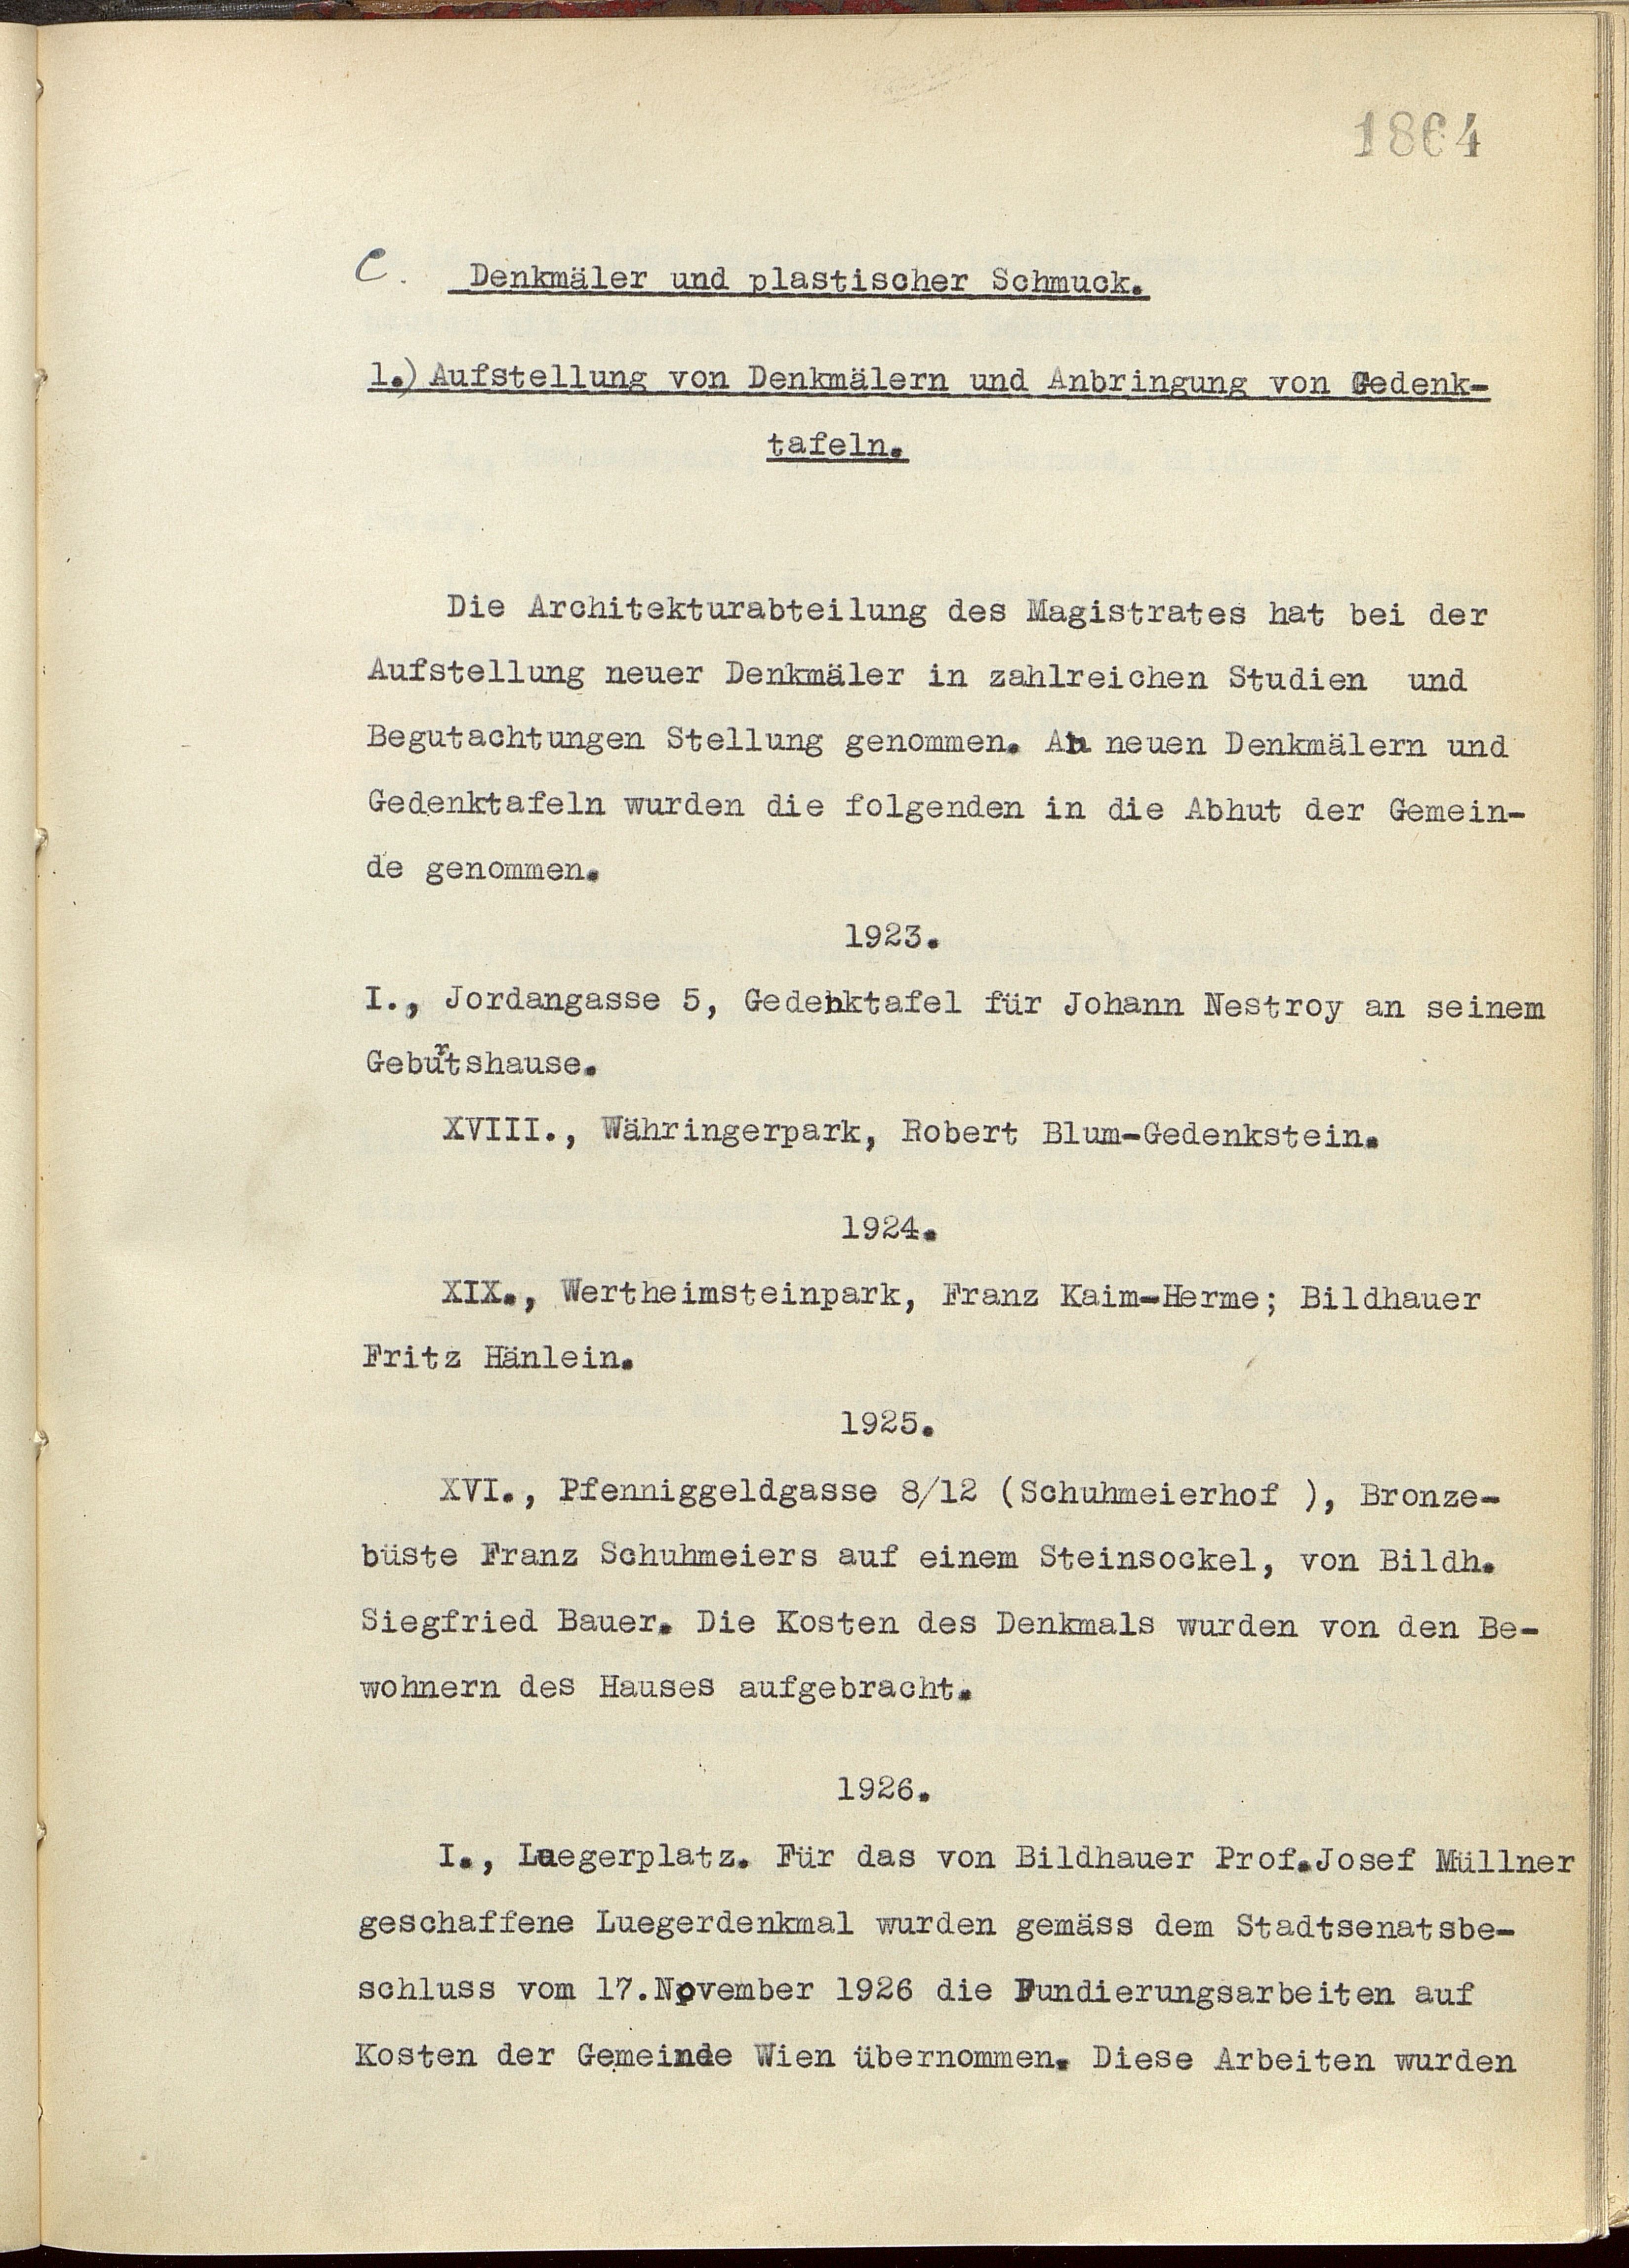 1864
C. Denkmäler und plastischer Schmuck.
1.) Aufstellung von Denkmälern und Anbringung von Gedenk-
tafeln.
Die Architekturabteilung des Magistrates hat bei der
Aufstellung neuer Denkmäler in zahlreichen Studien und
Begutachtungen Stellung genommen. An neuen Denkmälern und
Gedenktafeln wurden die folgenden in die Abhut der Gemein-
de genommen.
1923.
I., Jordangasse 5, Gedenktafel für Johann Nestroy an seinem
Geburtshause.
XVIII., Währingerpark, Robert Blum-Gedenkstein.
1924.
XIX., Wertheimsteinpark, Franz Kaim-Herme; Bildhauer
Fritz Hänlein.
1925.
XVI., Pfenniggeldgasse 8/12 (Schuhmeierhof ), Bronze-
büste Franz Schuhmeiers auf einem Steinsockel, von Bildh.
Siegfried Bauer. Die Kosten des Denkmals wurden von den Be-
wohnern des Hauses aufgebracht.
1926.
I., Luegerplatz. Für das von Bildhauer Prof.Josef Müllner
geschaffene Luegerdenkmal wurden gemäss dem Stadtsenatsbe-
schluss vom 17.November 1926 die Fundierungsarbeiten auf
Kosten der Gemeinde Wien übernommen. Diese Arbeiten wurden